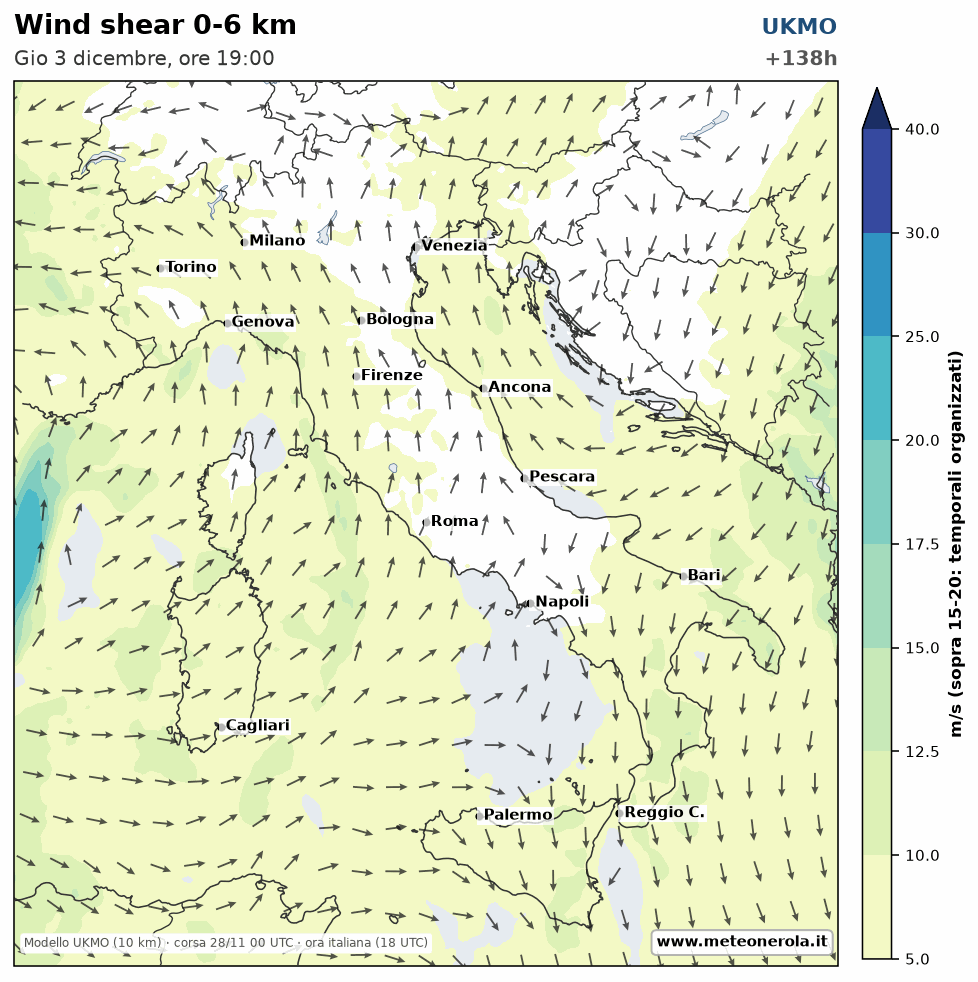 Wind shear 0-6 km
UKMO
Gio 3 dicembre, ore 19:00
+138h
Milano
Venezia
Torino
Genova
Bologna
Firenze
Ancona
Pescara
Roma
Bari
Napoli
Cagliari
Palermo
Reggio C.
40.0
30.0
25.0
20.0
17.5
15.0
12.5
10.0
5.0
m/s (sopra 15-20: temporali organizzati)
Modello UKMO (10 km) · corsa 28/11 00 UTC · ora italiana (18 UTC)
www.meteonerola.it